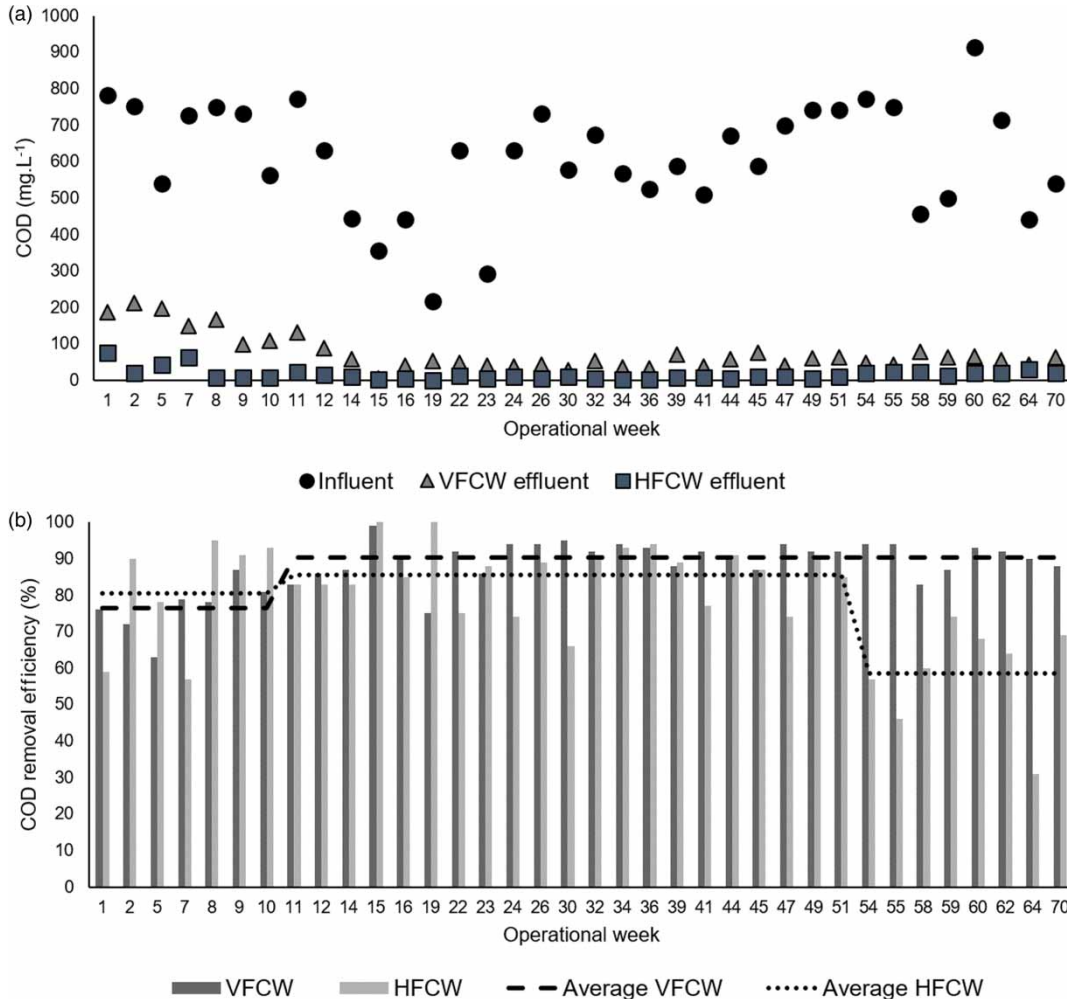 (a)
1000
900
800
700
600
500
400
300
200
100
0
COD (mg.L⁻¹)
1 2 5 7 8 9 10 11 12 14 15 16 19 22 23 24 26 30 32 34 36 39 41 44 45 47 49 51 54 55 58 59 60 62 64 70
Operational week
Influent VFCW effluent HFCW effluent
(b)
100
90
80
70
60
50
40
30
20
10
0
COD removal efficiency (%)
1 2 5 7 8 9 10 11 12 14 15 16 19 22 23 24 26 30 32 34 36 39 41 44 45 47 49 51 54 55 58 59 60 62 64 70
Operational week
VFCW HFCW Average VFCW Average HFCW